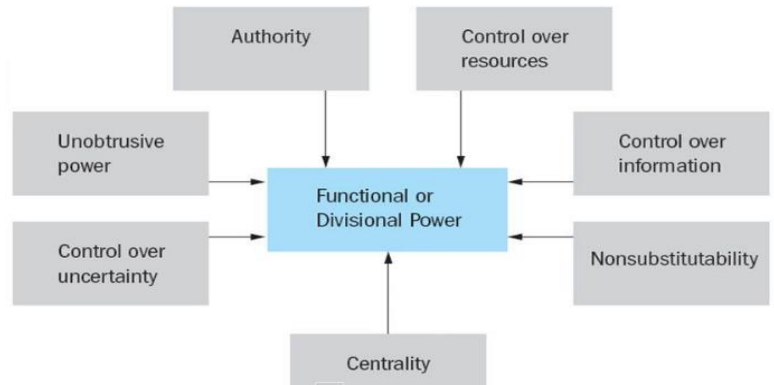 Authority
Control over
resources
Unobtrusive
power
Control over
information
Functional or
Divisional Power
Control over
uncertainty
Nonsubstitutability
Centrality